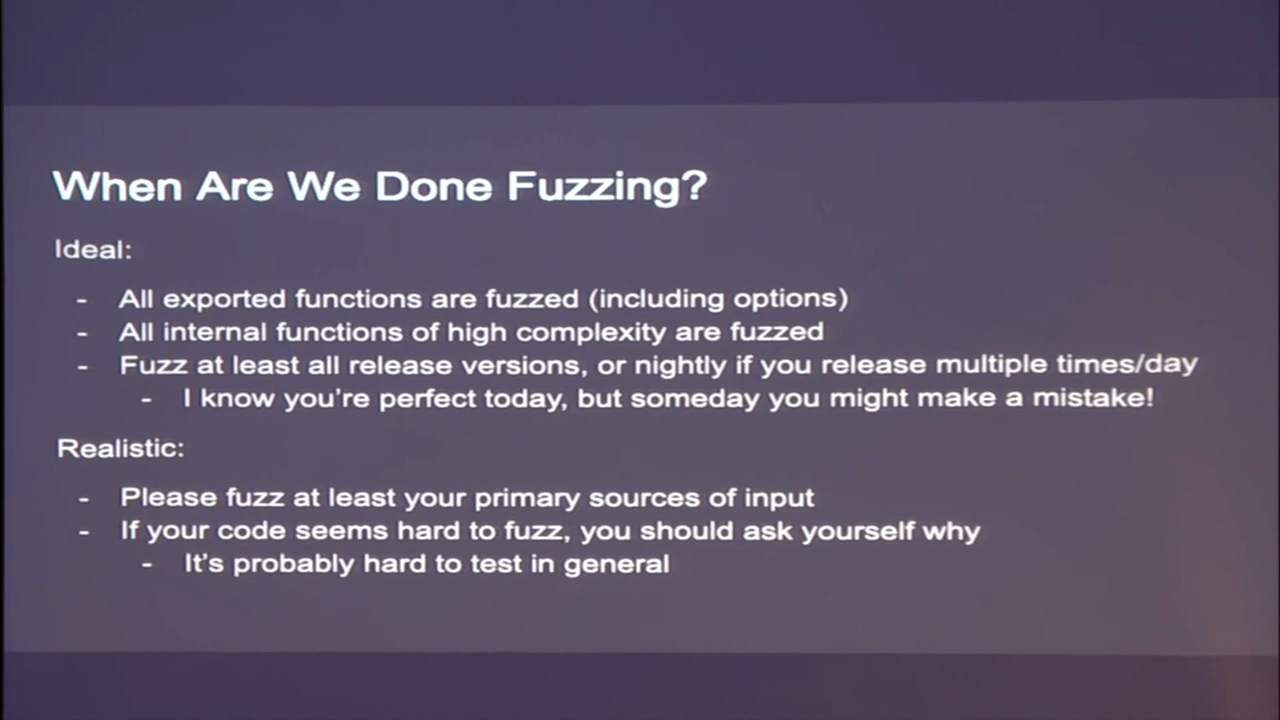 When Are We Done Fuzzing?
Ideal:
- All exported functions are fuzzed (including options)
- All internal functions of high complexity are fuzzed
- Fuzz at least all release versions, or nightly if you release multiple times/day
- I know you're perfect today, but someday you might make a mistake!
Realistic:
- Please fuzz at least your primary sources of input
- If your code seems hard to fuzz, you should ask yourself why
- It's probably hard to test in general